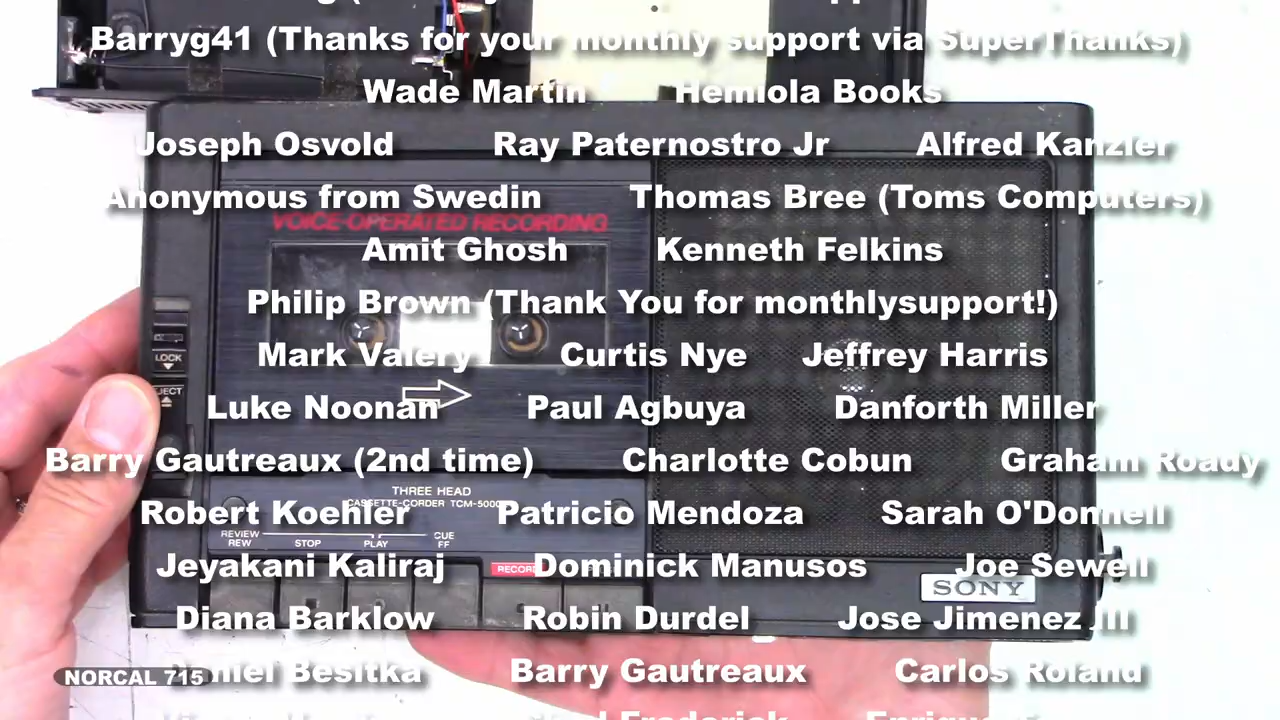 Barryg41 (Thanks for your monthly support via SuperThanks)
Wade Martin Hemiola Books
Joseph Osvold Ray Paternostro Jr Alfred Kanzler
Anonymous from Swedin Thomas Bree (Toms Computers)
VOICE-OPERATED RECORDING
Amit Ghosh Kenneth Felkins
Philip Brown (Thank You for monthlysupport!)
Mark Valery Curtis Nye Jeffrey Harris
LOCK
EJECT
Luke Noonan Paul Agbuya Danforth Miller
Barry Gautreaux (2nd time) Charlotte Cobun Graham Roady
THREE HEAD
CASSETTE-CORDER TCM-5000
Robert Koehler Patricio Mendoza Sarah O'Donnell
REVIEW CUE
REW STOP PLAY FF
Jeyakani Kaliraj Dominick Manusos Joe Sewell
RECORD
SONY
Diana Barklow Robin Durdel Jose Jimenez III
Besitka Barry Gautreaux Carlos Roland
NORCAL 715
Frederick